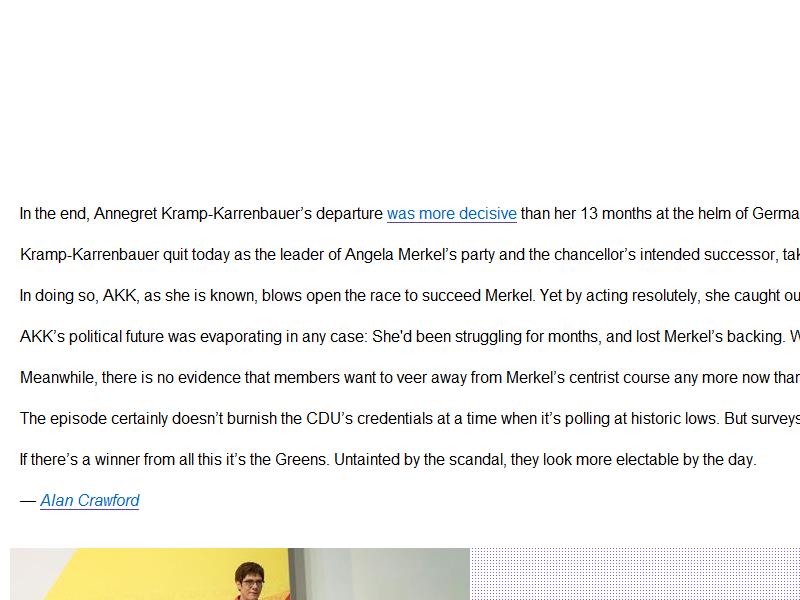 In the end, Annegret Kramp-Karrenbauer’s departure was more decisive than her 13 months at the helm of Germa
Kramp-Karrenbauer quit today as the leader of Angela Merkel’s party and the chancellor’s intended successor, tak
In doing so, AKK, as she is known, blows open the race to succeed Merkel. Yet by acting resolutely, she caught ou
AKK’s political future was evaporating in any case: She'd been struggling for months, and lost Merkel’s backing. W
Meanwhile, there is no evidence that members want to veer away from Merkel’s centrist course any more now than
The episode certainly doesn’t burnish the CDU’s credentials at a time when it’s polling at historic lows. But surveys
If there’s a winner from all this it’s the Greens. Untainted by the scandal, they look more electable by the day.
— Alan Crawford